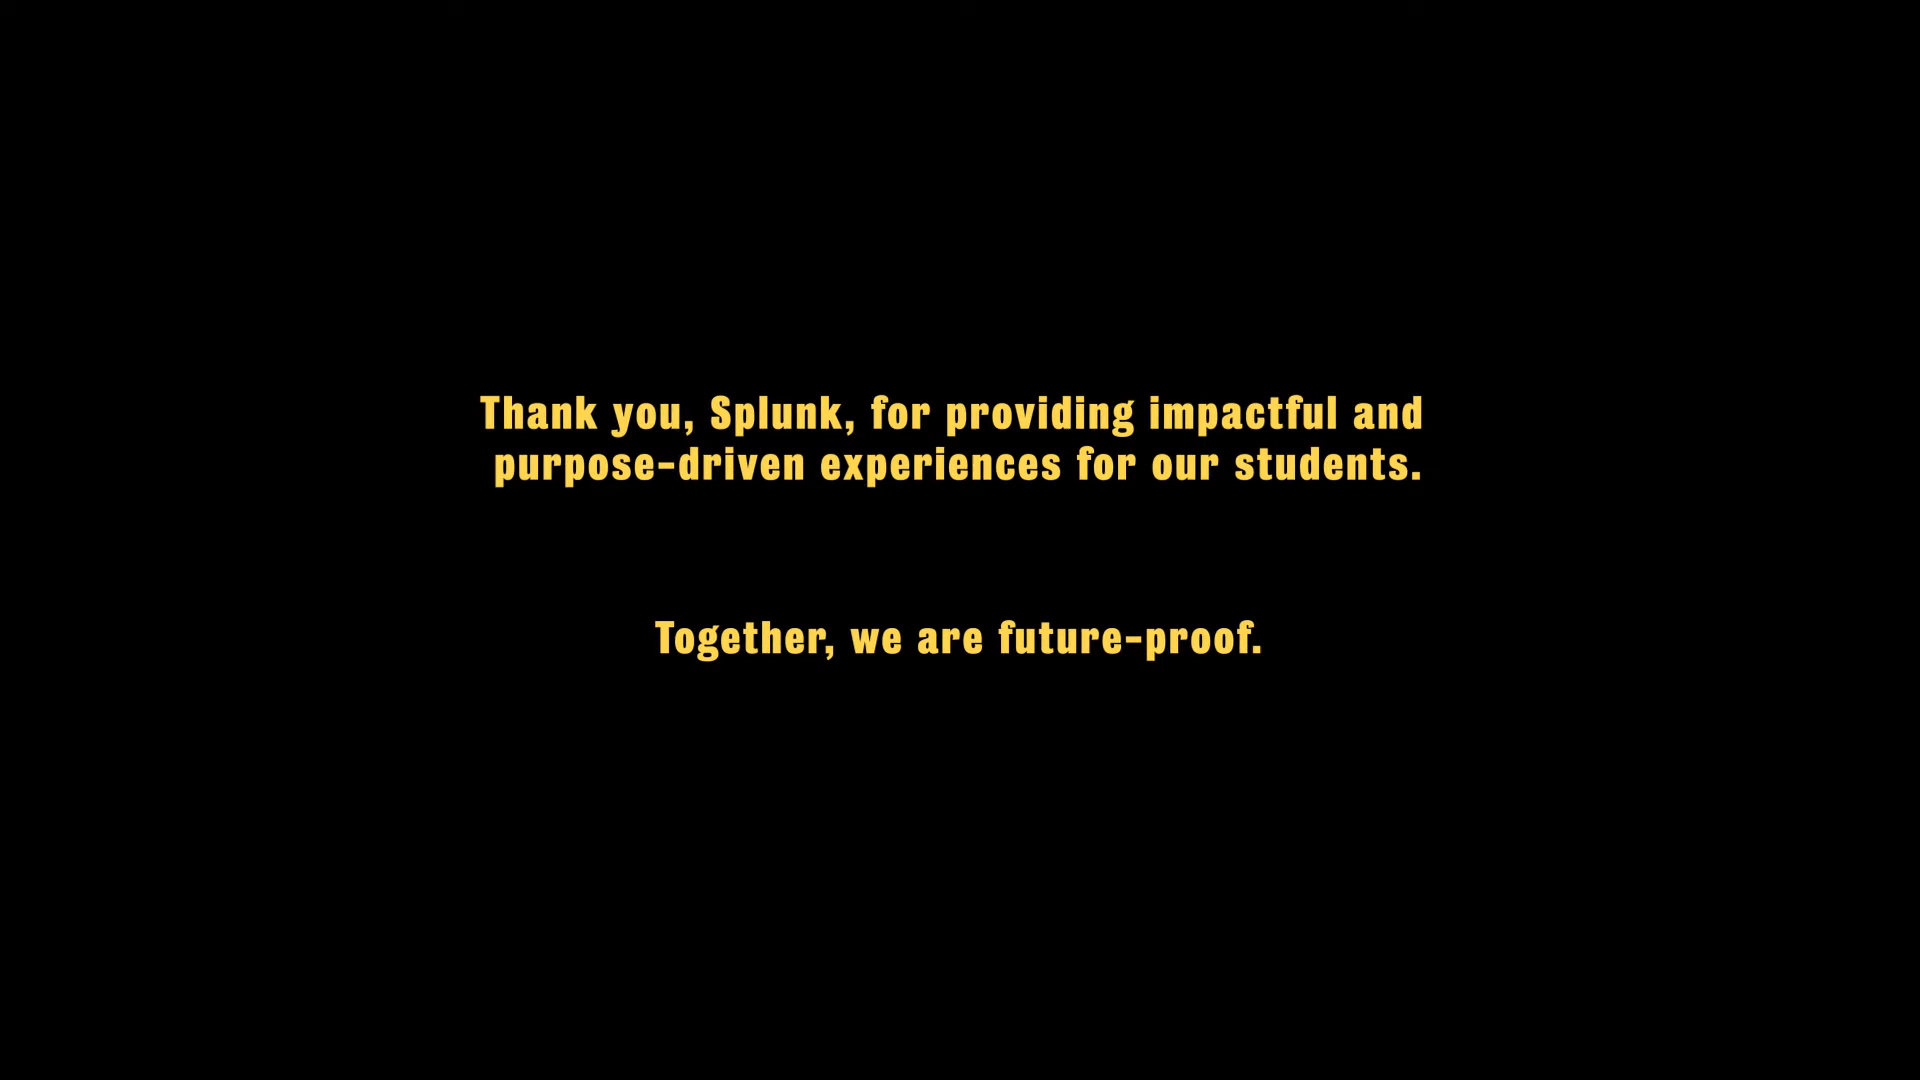 Thank you, Splunk, for providing impactful and
purpose-driven experiences for our students.
Together, we are future-proof.